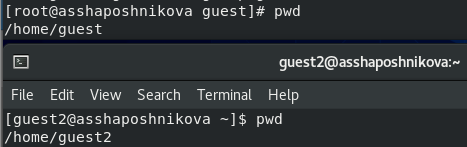 [root@asshaposhnikova guest]# pwd
/home/guest
guest2@asshaposhnikova:~
File Edit View Search Terminal Help
[guest2@asshaposhnikova ~]$ pwd
/home/guest2